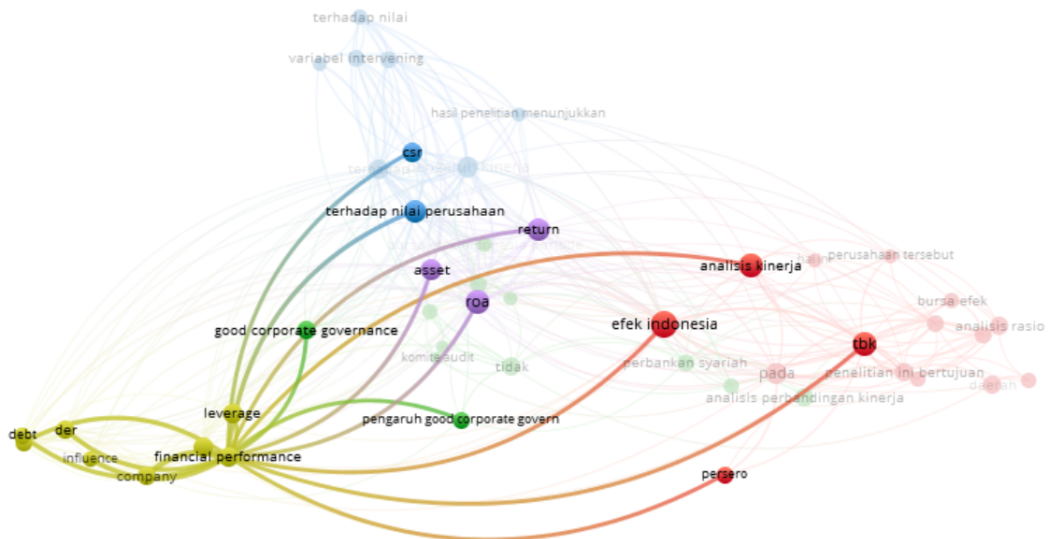 terhadap nilai
variabel intervening
hasil penelitian menunjukkan
csr
terhadap nilai perusahaan
return
perusahaan tersebut
analisis kinerja
asset
roa
bursa efek
efek indonesia
analisis rasio
good corporate governance
tbk
komite audit
tidak
perbankan syariah
pada
penelitian ini bertujuan
daerah
analisis perbandingan kinerja
leverage
pengaruh good corporate govern
der
debt
influence
financial performance
company
persero